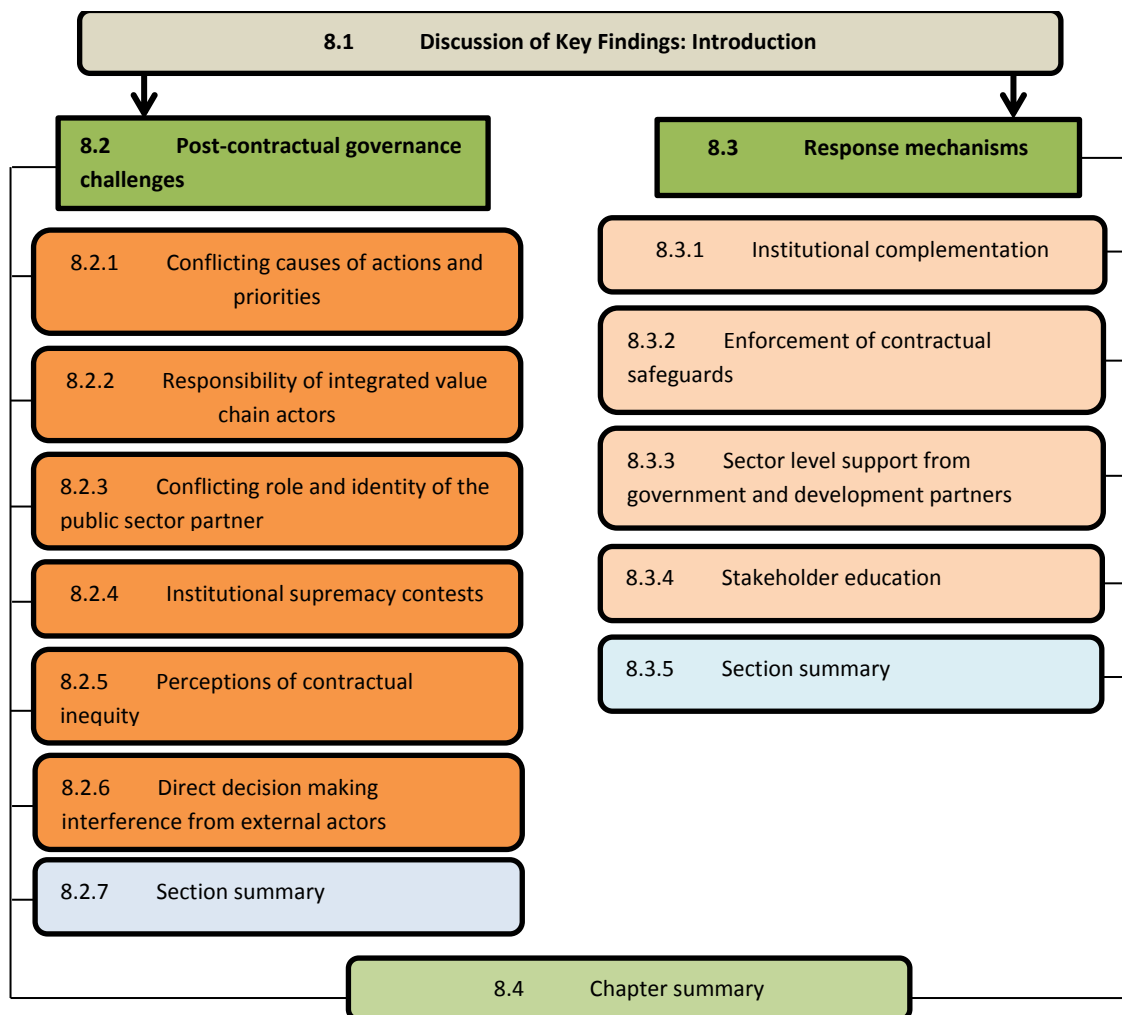 8.1 Discussion of Key Findings: Introduction
8.2 Post-contractual governance
challenges
8.2.1 Conflicting causes of actions and
priorities
8.2.2 Responsibility of integrated value
chain actors
8.2.3 Conflicting role and identity of the
public sector partner
8.2.4 Institutional supremacy contests
8.2.5 Perceptions of contractual
inequity
8.2.6 Direct decision making
interference from external actors
8.2.7 Section summary
8.3 Response mechanisms
8.3.1 Institutional complementation
8.3.2 Enforcement of contractual
safeguards
8.3.3 Sector level support from
government and development partners
8.3.4 Stakeholder education
8.3.5 Section summary
8.4 Chapter summary